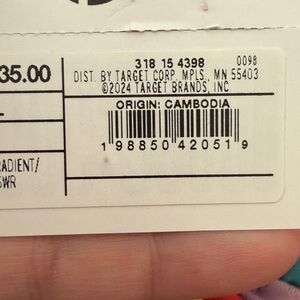 318 15 4398 0098
35.00 DIST. BY TARGET CORP. MPLS., MN 55403
©2024 TARGET BRANDS, INC
ORIGIN: CAMBODIA
1 98850 42051 9
RADIENT/
SWR